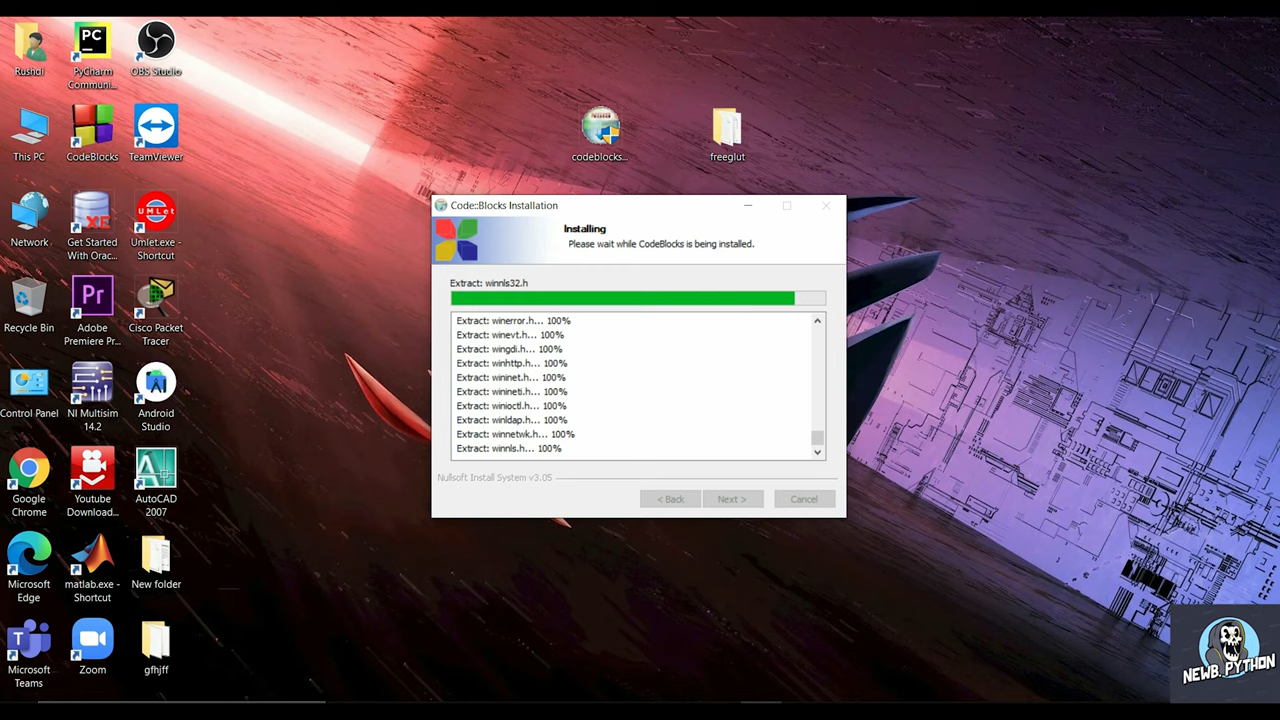 Rushdi
PC
PyCharm
Communi...
OBS Studio
This PC
CodeBlocks
TeamViewer
codeblocks...
freeglut
Network
XE
Get Started
With Orac...
UMLet
Umlet.exe -
Shortcut
Recycle Bin
Pr
Adobe
Premiere Pr...
Cisco Packet
Tracer
Control Panel
NI Multisim
14.2
Android
Studio
Google
Chrome
Youtube
Download...
AutoCAD
2007
Microsoft
Edge
matlab.exe -
Shortcut
New folder
T
Microsoft
Teams
Zoom
gfhjff
Code::Blocks Installation
Installing
Please wait while CodeBlocks is being installed.
Extract: winnls32.h
Extract: winerror.h... 100%
Extract: winevt.h... 100%
Extract: wingdi.h... 100%
Extract: winhttp.h... 100%
Extract: wininet.h... 100%
Extract: winineti.h... 100%
Extract: winioctl.h... 100%
Extract: winldap.h... 100%
Extract: winnetwk.h... 100%
Extract: winnls.h... 100%
Nullsoft Install System v3.05
< Back
Next >
Cancel
NEWB. PYTHON